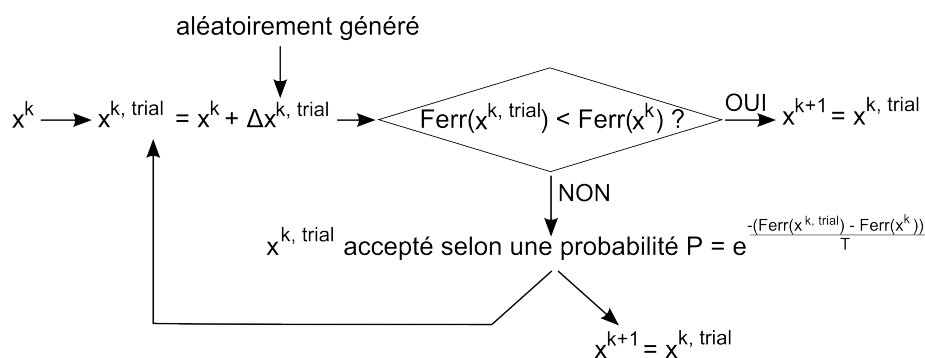 aléatoirement généré
x^k
x^{k, trial} = x^k + Δx^{k, trial}
Ferr(x^{k, trial}) < Ferr(x^k) ?
OUI
x^{k+1} = x^{k, trial}
NON
x^{k, trial} accepté selon une probabilité P = e^{-(Ferr(x^{k, trial}) - Ferr(x^k))/T}
x^{k+1} = x^{k, trial}